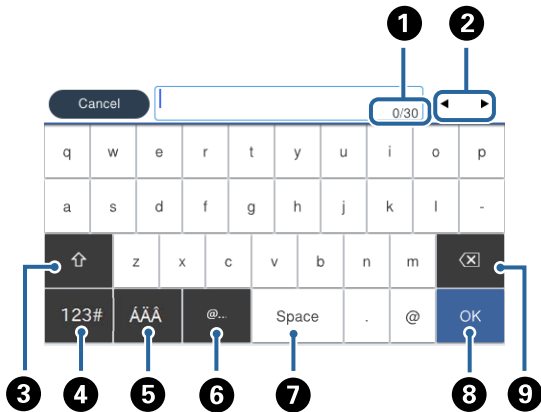 1 2
Cancel 0/30
q w e r t y u i o p
a s d f g h j k l -
z x c v b n m
123# ÁÄÂ @... Space . @ OK
3 4 5 6 7 8 9